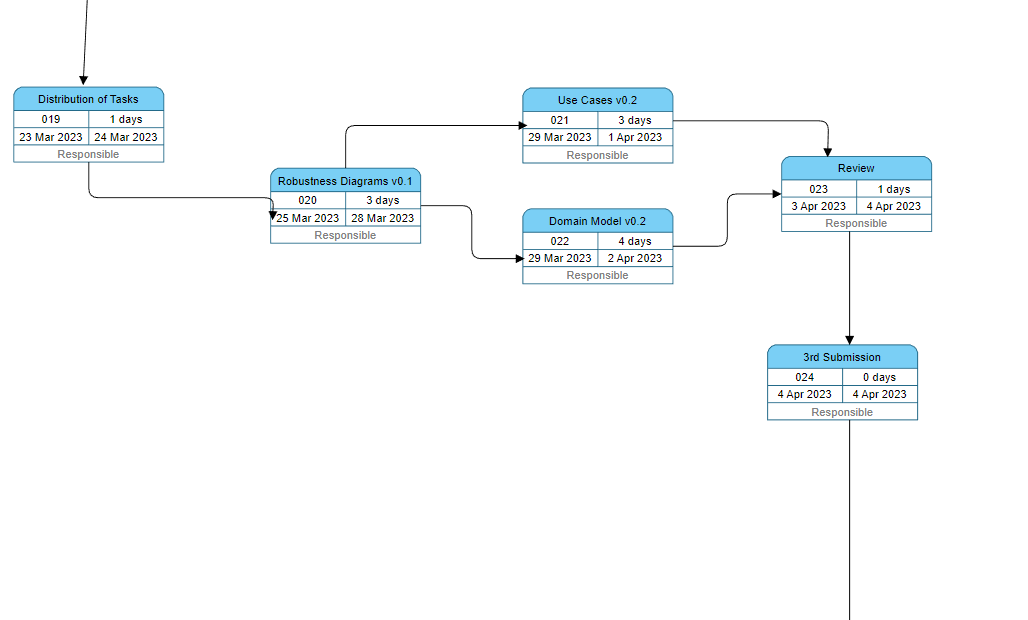 Distribution of Tasks
019 1 days
23 Mar 2023 24 Mar 2023
Responsible
Robustness Diagrams v0.1
020 3 days
25 Mar 2023 28 Mar 2023
Responsible
Use Cases v0.2
021 3 days
29 Mar 2023 1 Apr 2023
Responsible
Domain Model v0.2
022 4 days
29 Mar 2023 2 Apr 2023
Responsible
Review
023 1 days
3 Apr 2023 4 Apr 2023
Responsible
3rd Submission
024 0 days
4 Apr 2023 4 Apr 2023
Responsible